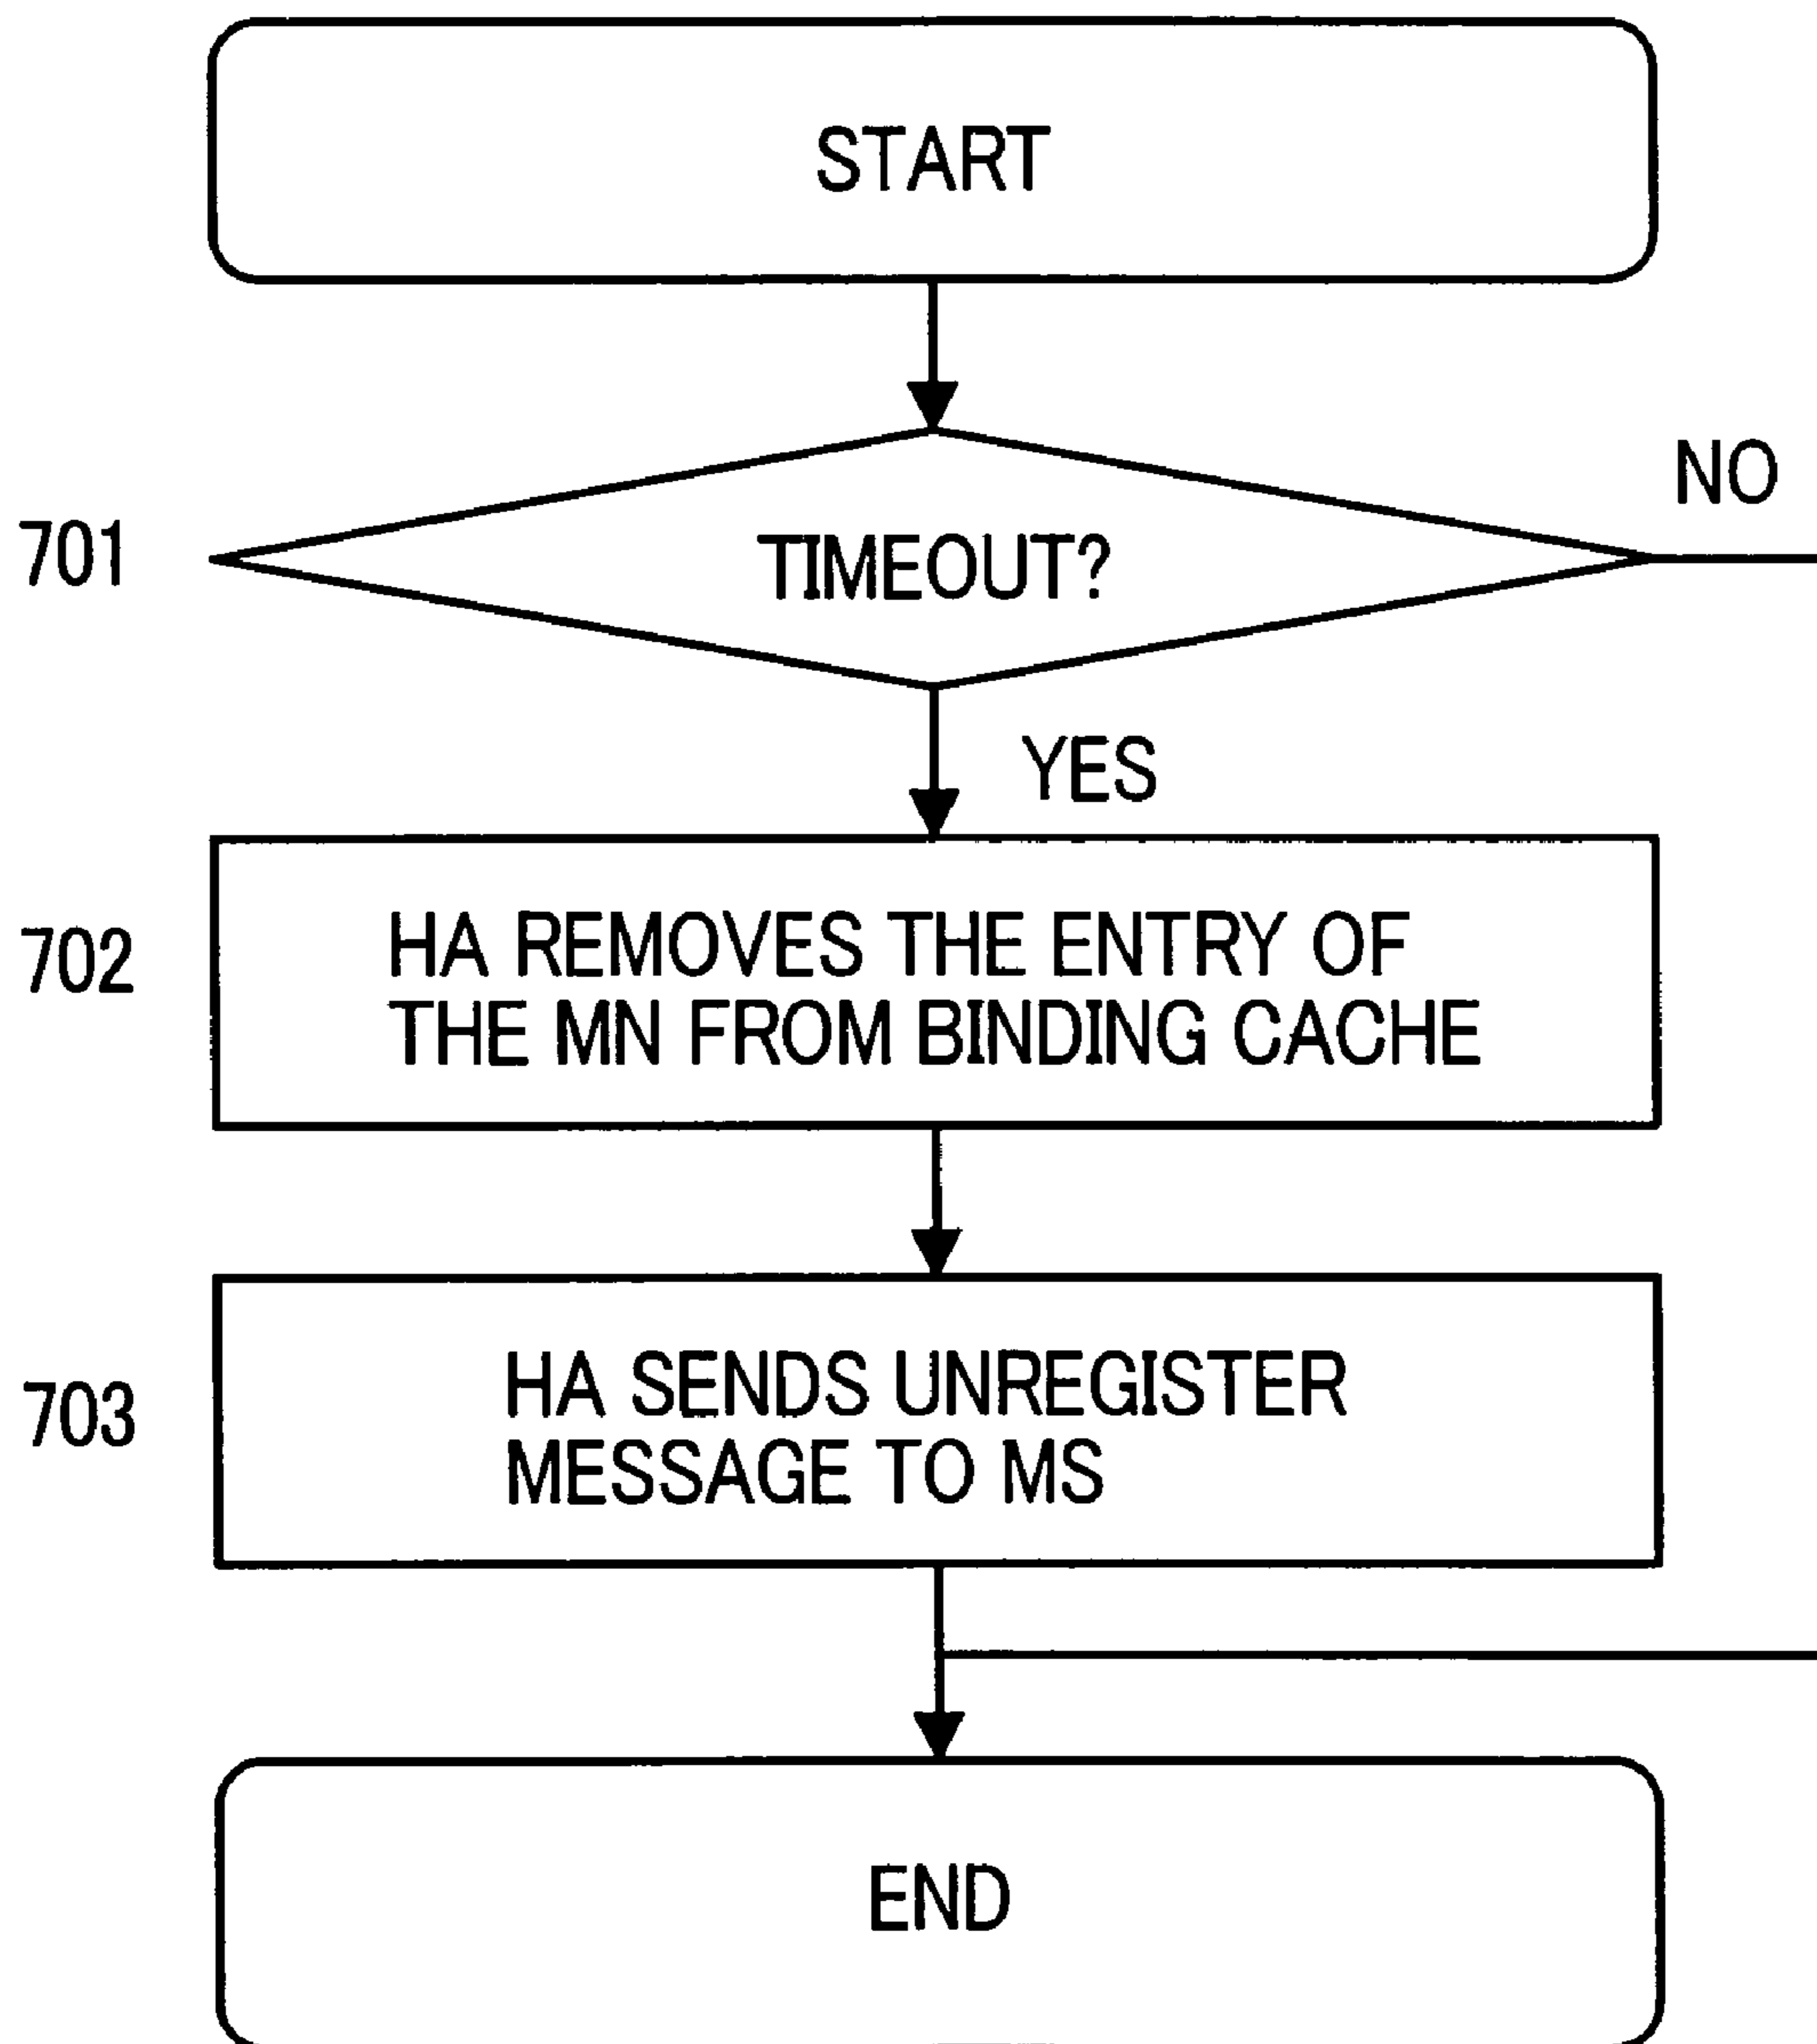 START
NO
701
TIMEOUT?
YES
702
HA REMOVES THE ENTRY OF
THE MN FROM BINDING CACHE
703
HA SENDS UNREGISTER
MESSAGE TO MS
END